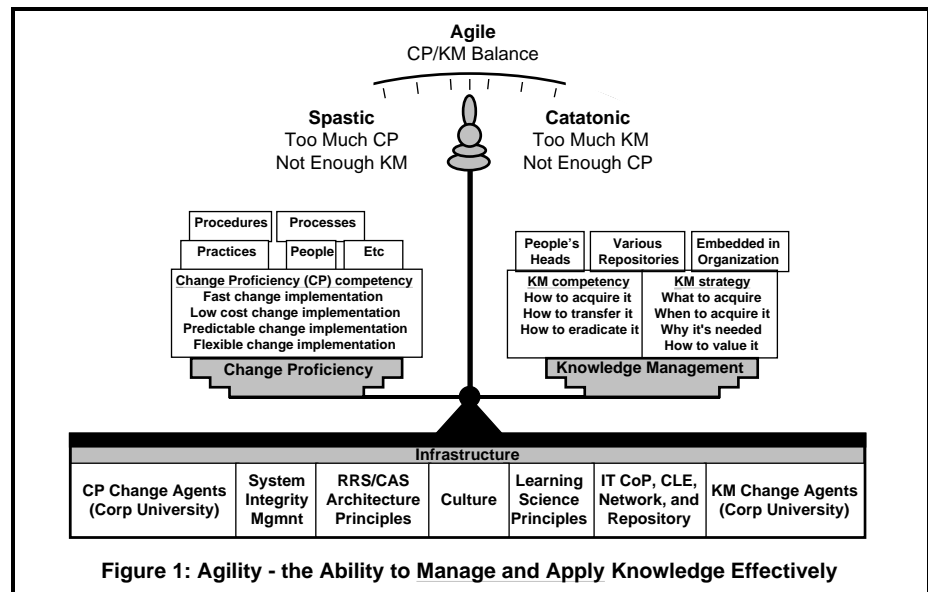 Agile
CP/KM Balance
Spastic
Too Much CP
Not Enough KM
Catatonic
Too Much KM
Not Enough CP
Procedures
Processes
Practices
People
Etc
Change Proficiency (CP) competency
Fast change implementation
Low cost change implementation
Predictable change implementation
Flexible change implementation
Change Proficiency
People's
Heads
Various
Repositories
Embedded in
Organization
KM competency
How to acquire it
How to transfer it
How to eradicate it
KM strategy
What to acquire
When to acquire it
Why it's needed
How to value it
Knowledge Management
Infrastructure
CP Change Agents
(Corp University)
System
Integrity
Mgmnt
RRS/CAS
Architecture
Principles
Culture
Learning
Science
Principles
IT CoP, CLE,
Network, and
Repository
KM Change Agents
(Corp University)
Figure 1: Agility - the Ability to Manage and Apply Knowledge Effectively